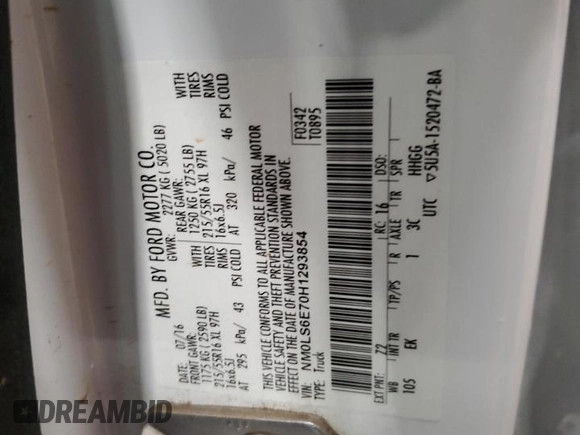 MFD. BY FORD MOTOR CO.
DATE: 07/16 GVWR: 2277 KG ( 5020 LB)
FRONT GAWR: REAR GAWR:
1175 KG ( 2590 LB) WITH 1250 KG ( 2755 LB) WITH
215/55R16 XL 97H TIRES 215/55R16 XL 97H TIRES
16x6.5J RIMS 16x6.5J RIMS
AT 295 kPa/ 43 PSI COLD AT 320 kPa/ 46 PSI COLD
THIS VEHICLE CONFORMS TO ALL APPLICABLE FEDERAL MOTOR
VEHICLE SAFETY AND THEFT PREVENTION STANDARDS IN
EFFECT ON THE DATE OF MANUFACTURE SHOWN ABOVE.
VIN: NM0LS6E70H1293854 F0342
TYPE: Truck T0895
EXT PNT: Z2 RC: 16 DSO:
WB INT TR TP/PS R AXLE TR SPR
105 EK 1 3C HHGG
UTC ▽5U5A-1520472-BA
DREAMBID